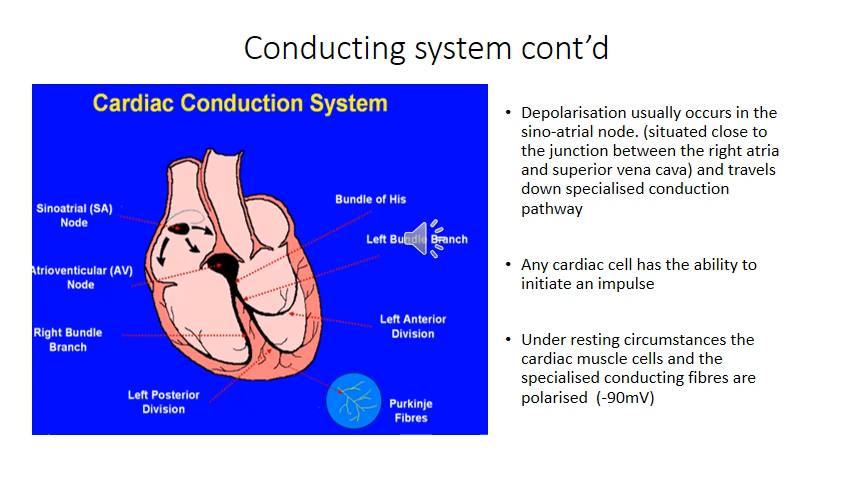 Conducting system cont’d
Cardiac Conduction System
Sinoatrial (SA)
Node
Atrioventicular (AV)
Node
Right Bundle
Branch
Left Posterior
Division
Bundle of His
Left Bundle Branch
Left Anterior
Division
Purkinje
Fibres
• Depolarisation usually occurs in the
sino-atrial node. (situated close to
the junction between the right atria
and superior vena cava) and travels
down specialised conduction
pathway
• Any cardiac cell has the ability to
initiate an impulse
• Under resting circumstances the
cardiac muscle cells and the
specialised conducting fibres are
polarised (-90mV)